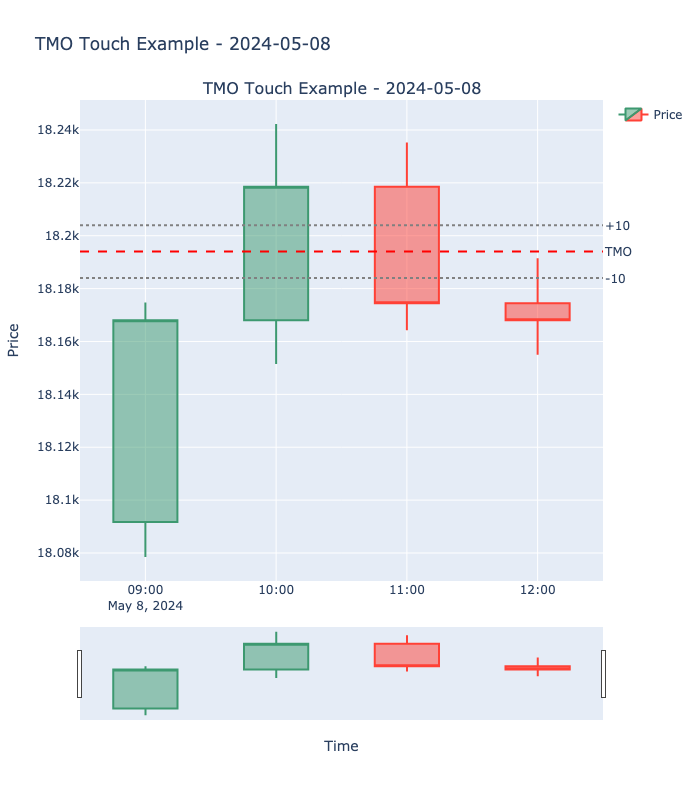 TMO Touch Example - 2024-05-08
TMO Touch Example - 2024-05-08
Price
18.24k
18.22k
18.2k
18.18k
18.16k
18.14k
18.12k
18.1k
18.08k
+10
TMO
-10
Price
09:00
May 8, 2024
10:00
11:00
12:00
Time